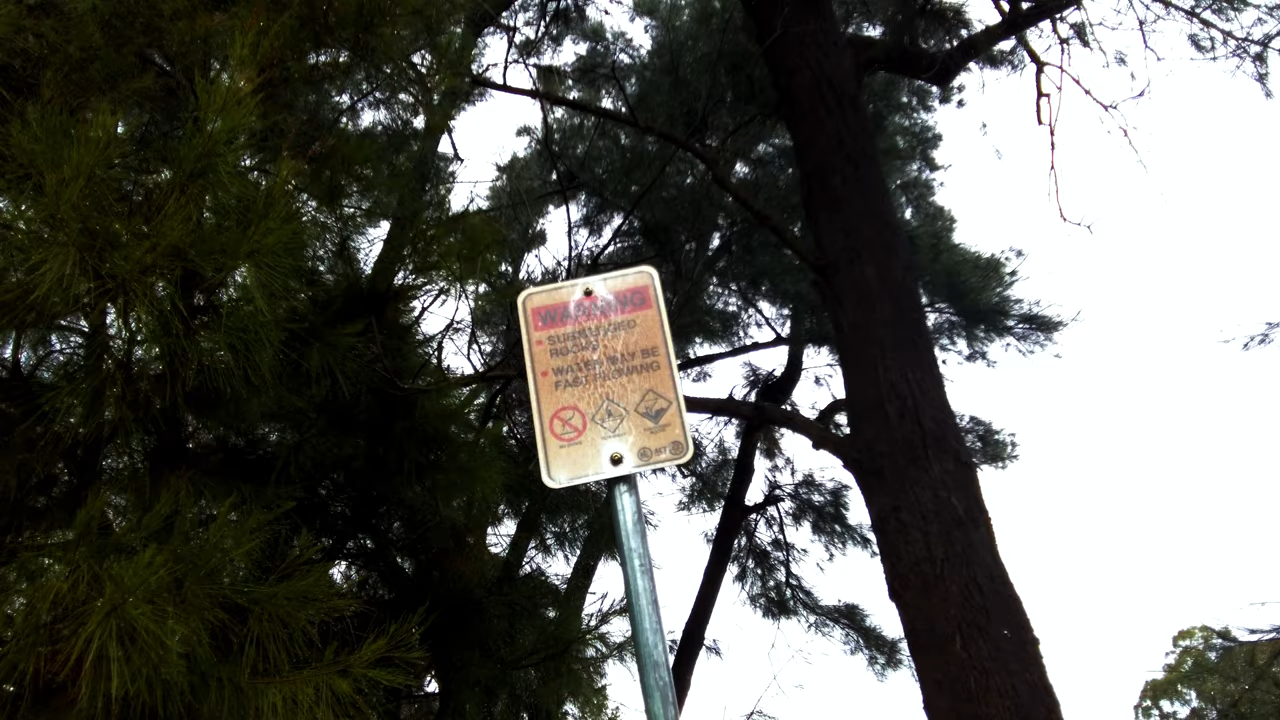 WARNING
SUBMERGED
ROCKS
WATER MAY BE
FAST FLOWING